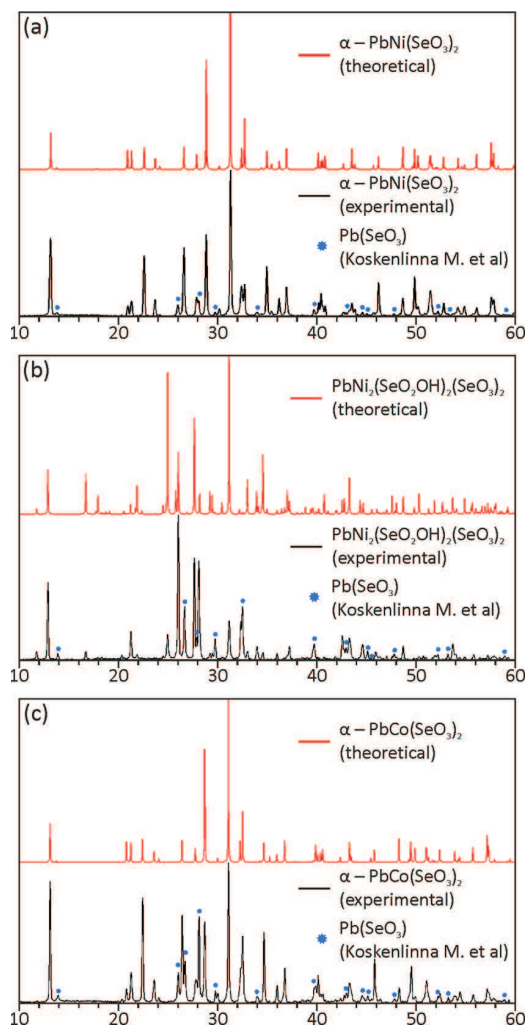 (a)
α – PbNi(SeO₃)₂
(theoretical)
α – PbNi(SeO₃)₂
(experimental)
Pb(SeO₃)
(Koskenlinna M. et al)
10 20 30 40 50 60
(b)
PbNi₂(SeO₂OH)₂(SeO₃)₂
(theoretical)
PbNi₂(SeO₂OH)₂(SeO₃)₂
(experimental)
Pb(SeO₃)
(Koskenlinna M. et al)
10 20 30 40 50 60
(c)
α – PbCo(SeO₃)₂
(theoretical)
α – PbCo(SeO₃)₂
(experimental)
Pb(SeO₃)
(Koskenlinna M. et al)
10 20 30 40 50 60